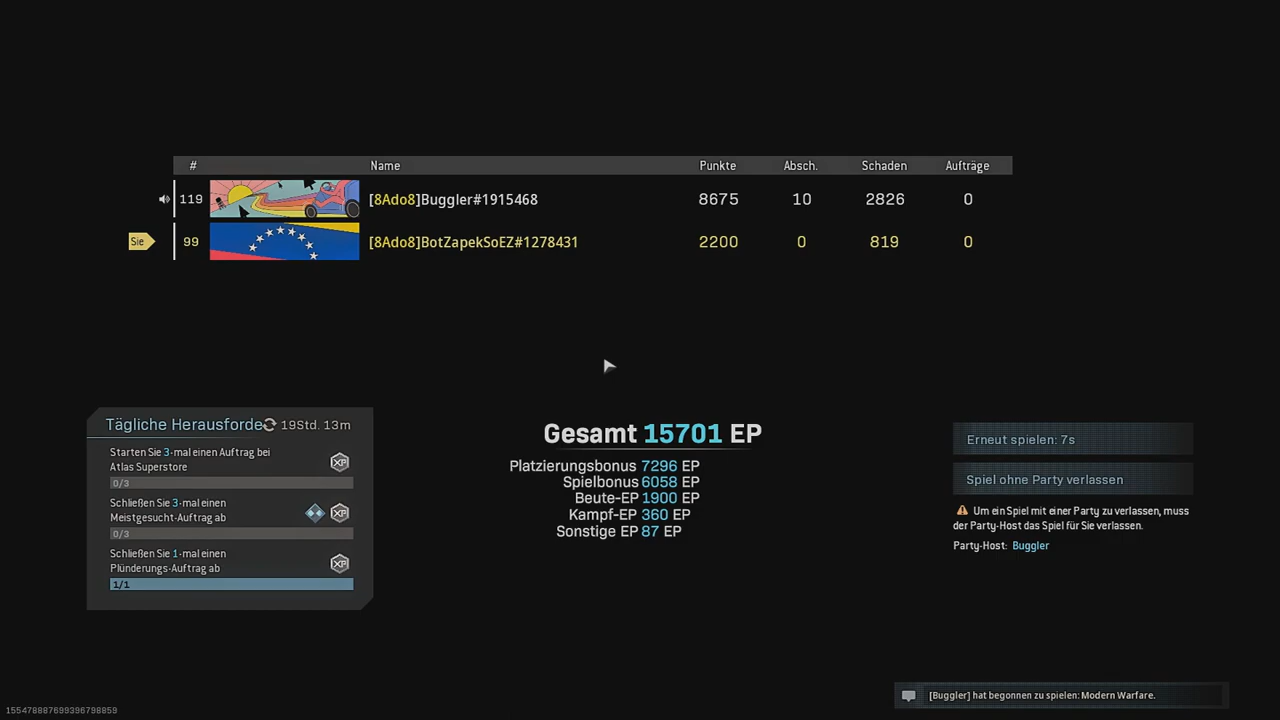 # Name Punkte Absch. Schaden Aufträge
119 [8Ado8]Buggler#1915468 8675 10 2826 0
Sie 99 [8Ado8]BotZapekSoEZ#1278431 2200 0 819 0
Tägliche Herausforde 19Std. 13m
Starten Sie 3-mal einen Auftrag bei
Atlas Superstore
XP
0/3
Schließen Sie 3-mal einen
Meistgesucht-Auftrag ab
XP
0/3
Schließen Sie 1-mal einen
Plünderungs-Auftrag ab
XP
1/1
Gesamt 15701 EP
Platzierungsbonus 7296 EP
Spielbonus 6058 EP
Beute-EP 1900 EP
Kampf-EP 360 EP
Sonstige EP 87 EP
Erneut spielen: 7s
Spiel ohne Party verlassen
Um ein Spiel mit einer Party zu verlassen, muss
der Party-Host das Spiel für Sie verlassen.
Party-Host: Buggler
[Buggler] hat begonnen zu spielen: Modern Warfare.
155478887699396798859